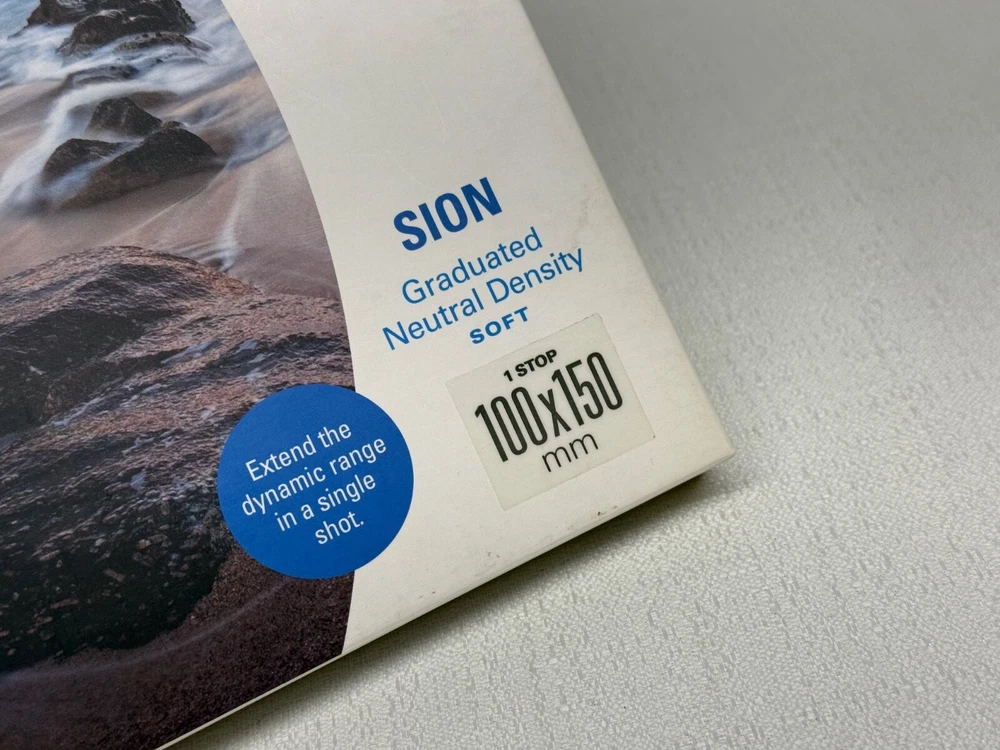 SION
Graduated
Neutral Density
SOFT
1 STOP
100x150
mm
Extend the
dynamic range
in a single
shot.